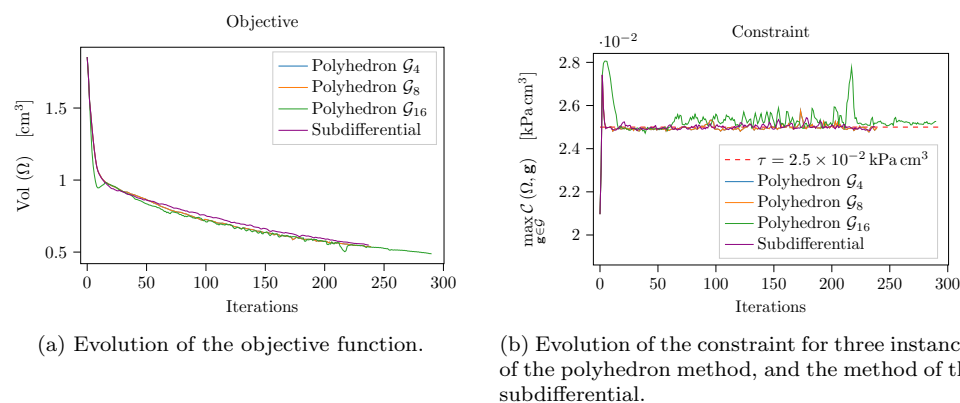 Objective
Vol (Ω) [cm³]
1.5
1
0.5
0 50 100 150 200 250 300
Iterations
Polyhedron 𝒢₄
Polyhedron 𝒢₈
Polyhedron 𝒢₁₆
Subdifferential
(a) Evolution of the objective function.
Constraint
·10⁻²
max 𝒞 (Ω, g) [kPa cm³]
g∈𝒢
2.8
2.6
2.4
2.2
2
0 50 100 150 200 250 300
Iterations
τ = 2.5 × 10⁻² kPa cm³
Polyhedron 𝒢₄
Polyhedron 𝒢₈
Polyhedron 𝒢₁₆
Subdifferential
(b) Evolution of the constraint for three instanc
of the polyhedron method, and the method of th
subdifferential.